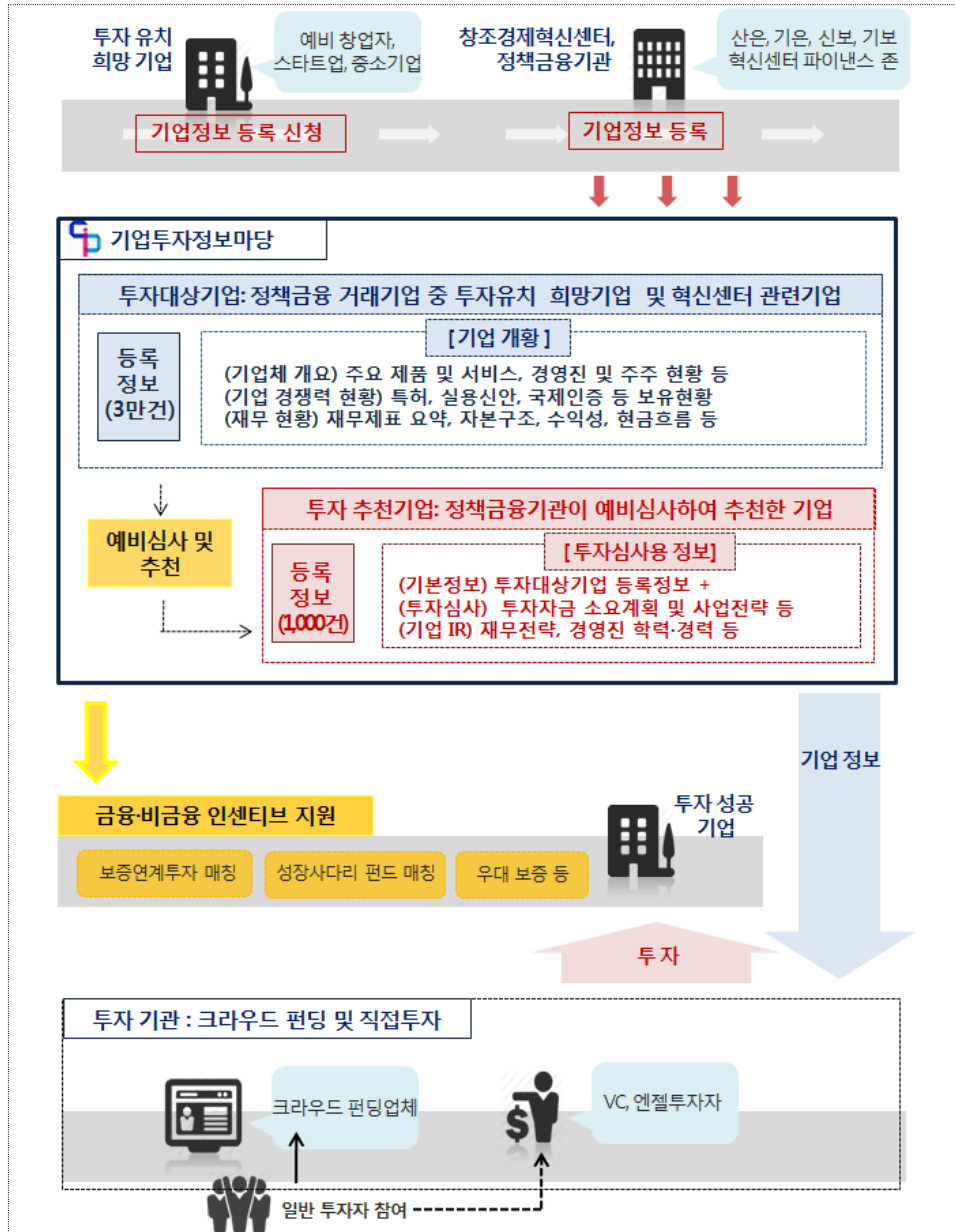 투자 유치
희망 기업
예비 창업자,
스타트업, 중소기업
창조경제혁신센터,
정책금융기관
산은, 기은, 신보, 기보
혁신센터 파이낸스 존
기업정보 등록 신청
기업정보 등록
기업투자정보마당
투자대상기업: 정책금융 거래기업 중 투자유치 희망기업 및 혁신센터 관련기업
등록
정보
(3만건)
[기업 개황]
(기업체 개요) 주요 제품 및 서비스, 경영진 및 주주 현황 등
(기업 경쟁력 현황) 특허, 실용신안, 국제인증 등 보유현황
(재무 현황) 재무제표 요약, 자본구조, 수익성, 현금흐름 등
예비심사 및
추천
투자 추천기업: 정책금융기관이 예비심사하여 추천한 기업
등록
정보
(1,000건)
[투자심사용 정보]
(기본정보) 투자대상기업 등록정보 +
(투자심사) 투자자금 소요계획 및 사업전략 등
(기업 IR) 재무전략, 경영진 학력·경력 등
기업 정보
금융·비금융 인센티브 지원
투자 성공
기업
보증연계투자 매칭
성장사다리 펀드 매칭
우대 보증 등
투 자
투자 기관 : 크라우드 펀딩 및 직접투자
크라우드 펀딩업체
VC, 엔젤투자자
일반 투자자 참여